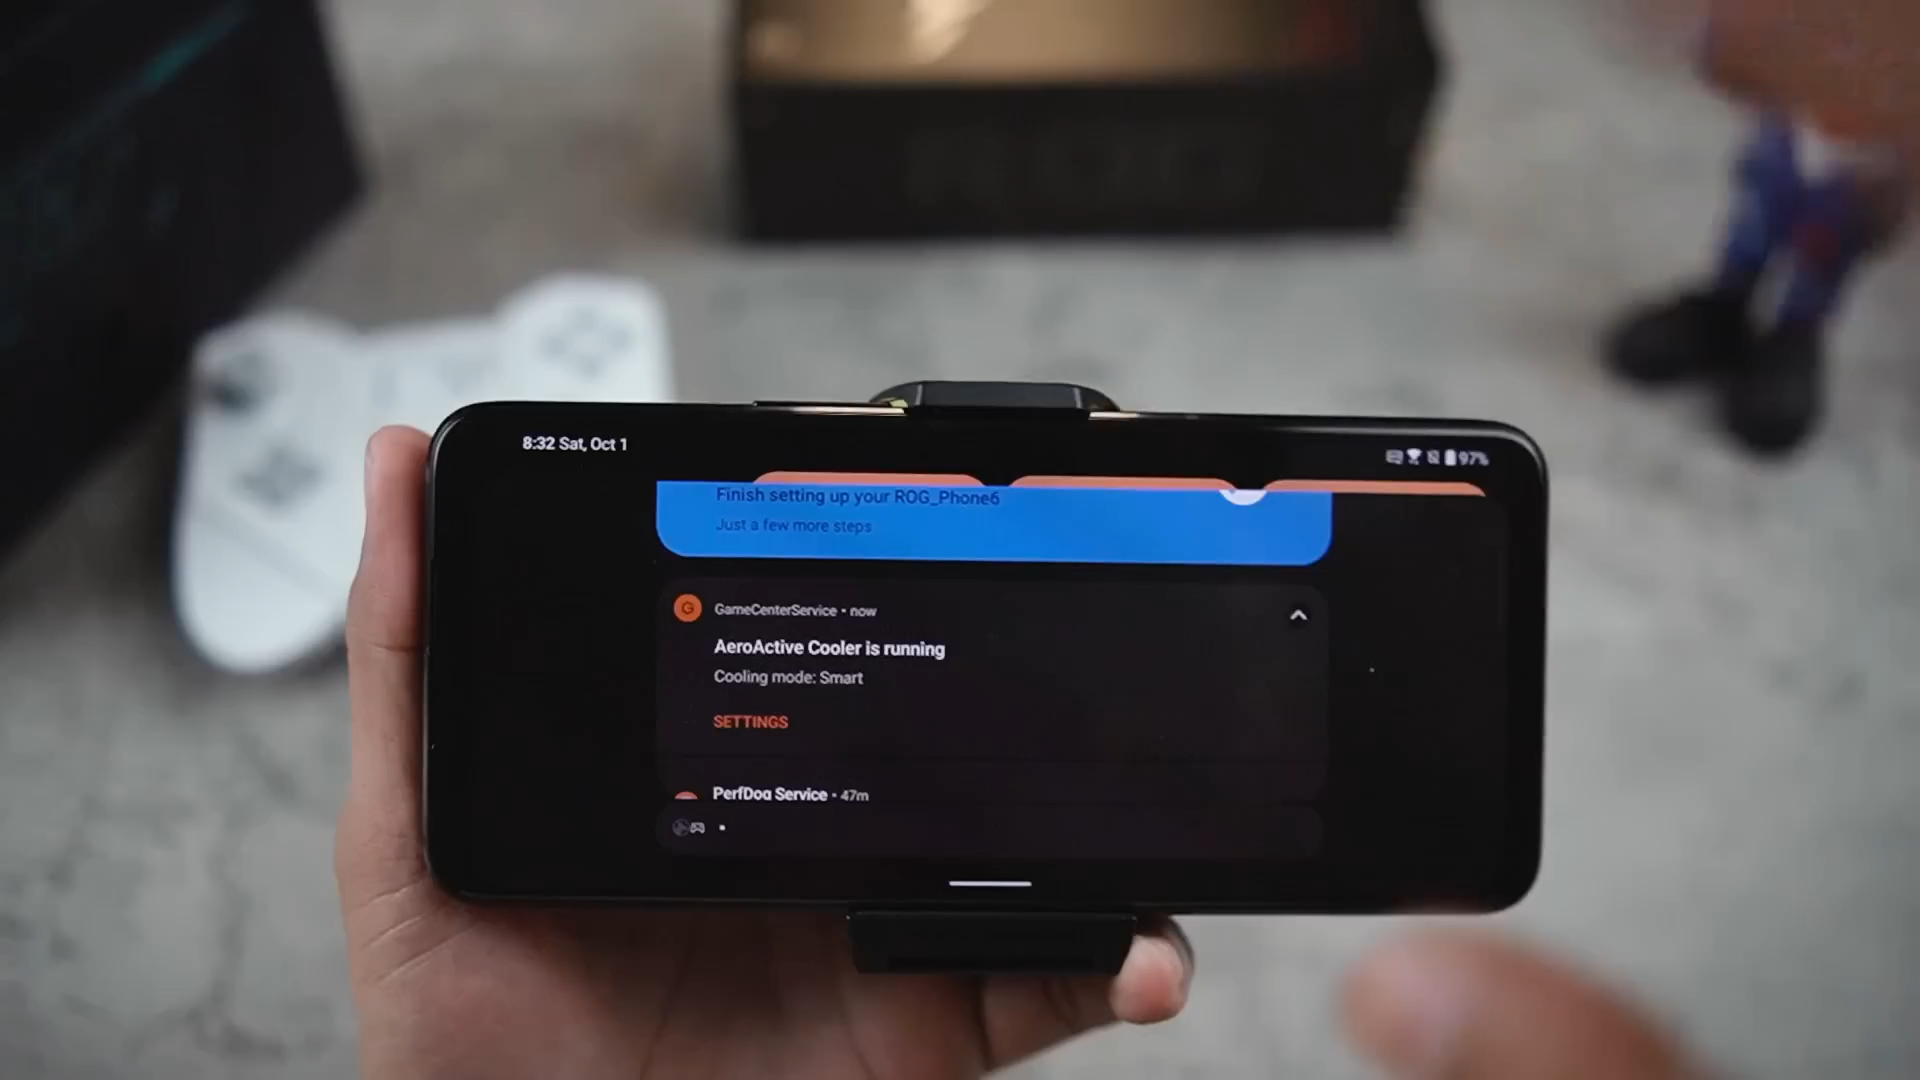 8:32 Sat, Oct 1
97%
Finish setting up your ROG_Phone6
Just a few more steps
GameCenterService • now
AeroActive Cooler is running
Cooling mode: Smart
SETTINGS
PerfDog Service • 47m